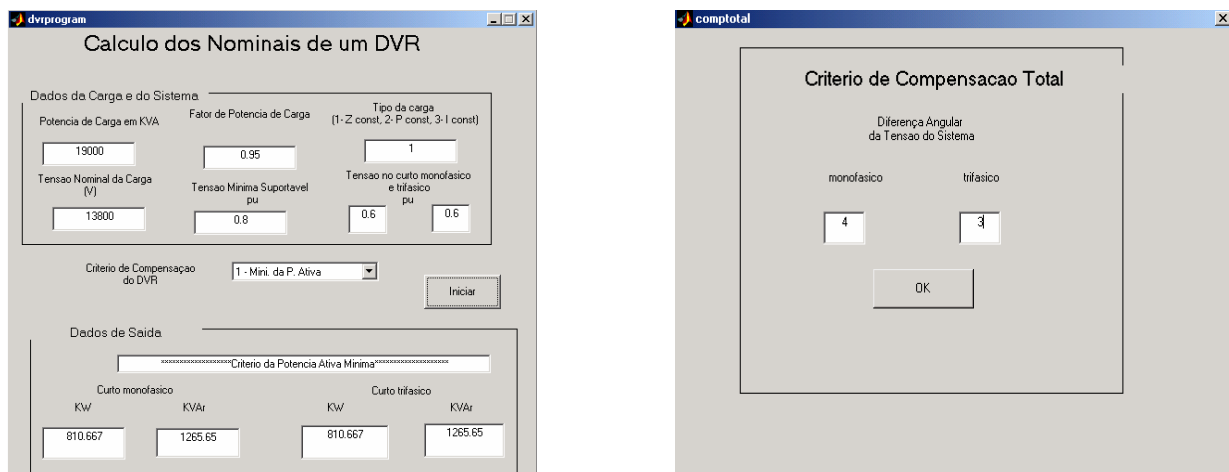 dvrprogram
Calculo dos Nominais de um DVR
Dados da Carga e do Sistema
Potencia de Carga em KVA
Fator de Potencia de Carga
Tipo da carga
(1- Z const, 2- P const, 3- I const)
19000
0.95
1
Tensao Nominal da Carga
(V)
Tensao Minima Suportavel
pu
Tensao no curto monofasico
e trifasico
pu
13800
0.8
0.6
0.6
Criterio de Compensaçao
do DVR
1 - Mini. da P. Ativa
Iniciar
Dados de Saida
*******************Criterio da Potencia Ativa Minima********************
Curto monofasico
Curto trifasico
KW
KVAr
KW
KVAr
810.667
1265.65
810.667
1265.65
comptotal
Criterio de Compensacao Total
Diferença Angular
da Tensao do Sistema
monofasico
trifasico
4
3
OK